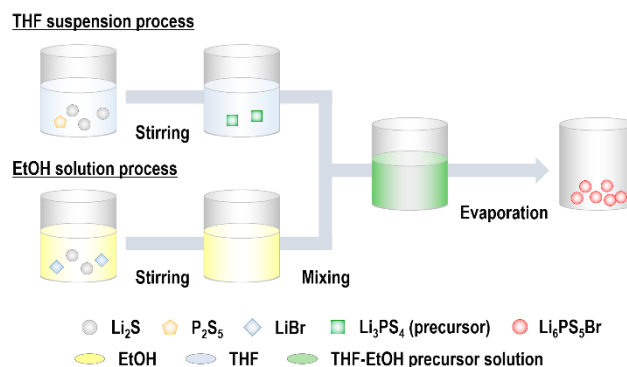 THF suspension process
Stirring
EtOH solution process
Evaporation
Stirring
Mixing
Li₂S P₂S₅ LiBr Li₃PS₄ (precursor) Li₆PS₅Br
EtOH THF THF-EtOH precursor solution